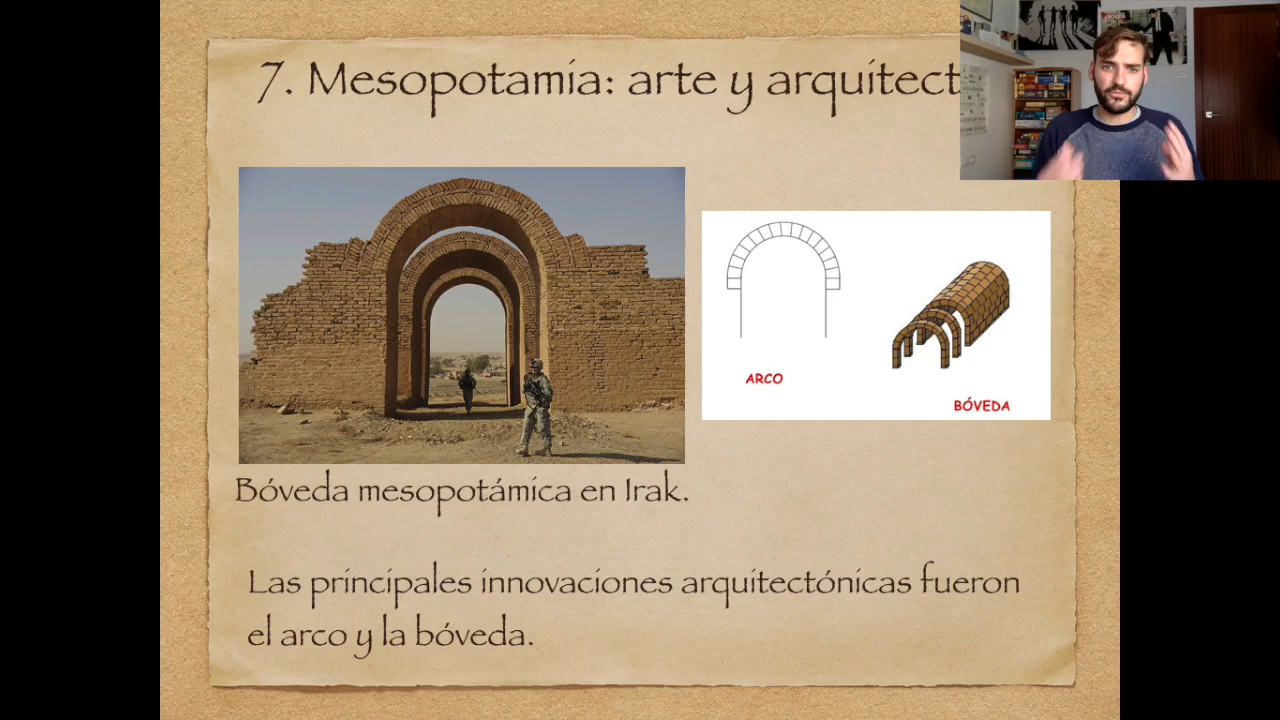 7. Mesopotamia: arte y arquitect
ARCO
BÓVEDA
Bóveda mesopotámica en Irak.
Las principales innovaciones arquitectónicas fueron
el arco y la bóveda.